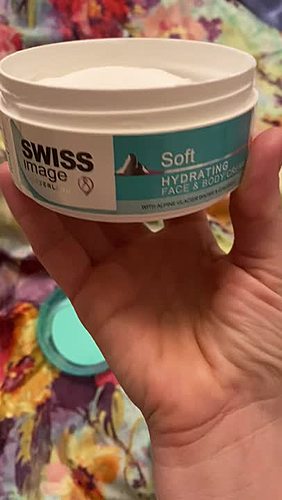 SWISS
image
Soft
HYDRATING
FACE & BODY
WITH ALPINE GLACIER